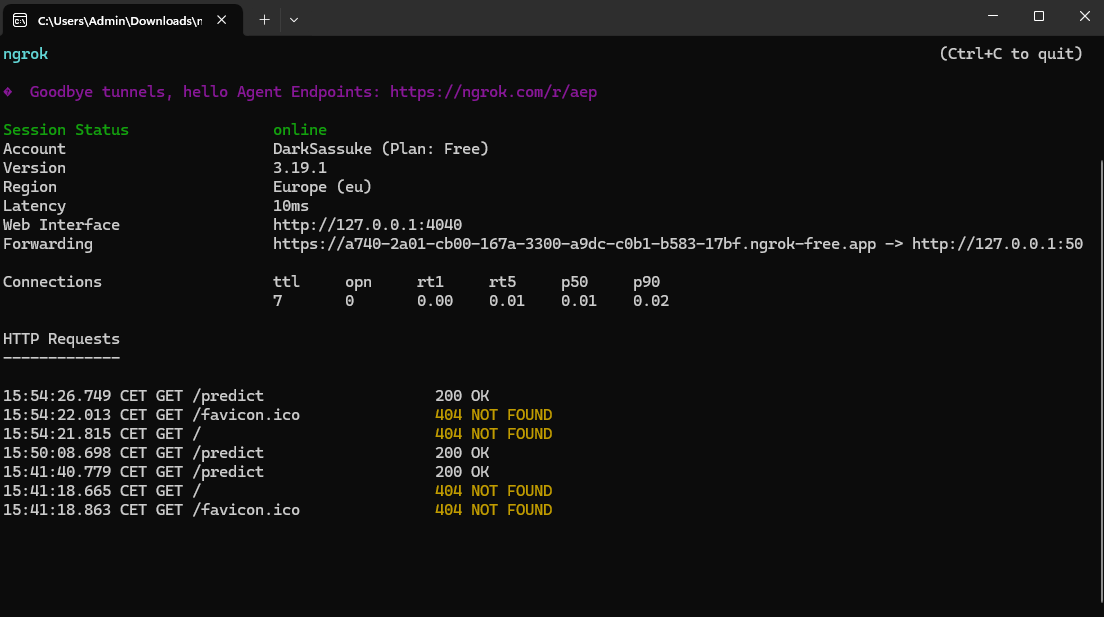 C:\Users\Admin\Downloads\n
ngrok (Ctrl+C to quit)
� Goodbye tunnels, hello Agent Endpoints: https://ngrok.com/r/aep
Session Status online
Account DarkSassuke (Plan: Free)
Version 3.19.1
Region Europe (eu)
Latency 10ms
Web Interface http://127.0.0.1:4040
Forwarding https://a740-2a01-cb00-167a-3300-a9dc-c0b1-b583-17bf.ngrok-free.app -> http://127.0.0.1:50
Connections ttl opn rt1 rt5 p50 p90
7 0 0.00 0.01 0.01 0.02
HTTP Requests
-------------
15:54:26.749 CET GET /predict 200 OK
15:54:22.013 CET GET /favicon.ico 404 NOT FOUND
15:54:21.815 CET GET / 404 NOT FOUND
15:50:08.698 CET GET /predict 200 OK
15:41:40.779 CET GET /predict 200 OK
15:41:18.665 CET GET / 404 NOT FOUND
15:41:18.863 CET GET /favicon.ico 404 NOT FOUND